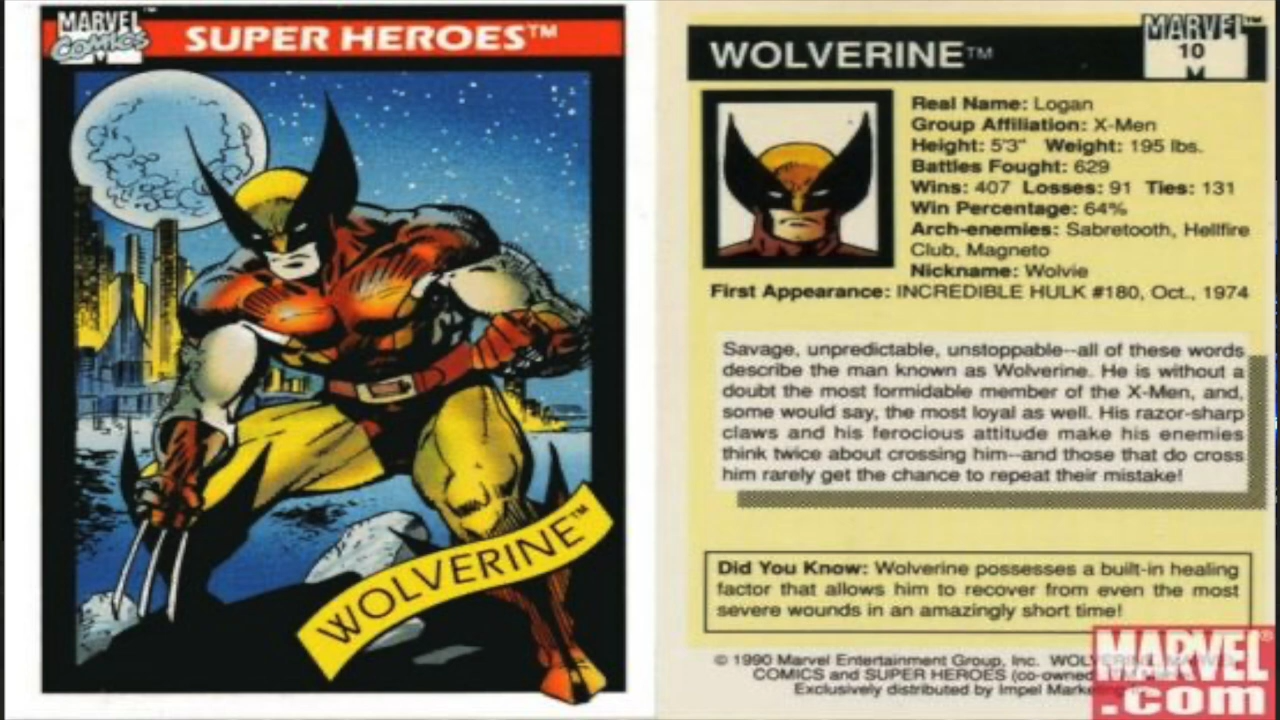 MARVEL
COMICS
SUPER HEROES™
WOLVERINE™
WOLVERINE™
MARVEL™
10
Real Name: Logan
Group Affiliation: X-Men
Height: 5'3" Weight: 195 lbs.
Battles Fought: 629
Wins: 407 Losses: 91 Ties: 131
Win Percentage: 64%
Arch-enemies: Sabretooth, Hellfire
Club, Magneto
Nickname: Wolvie
First Appearance: INCREDIBLE HULK #180, Oct., 1974
Savage, unpredictable, unstoppable--all of these words
describe the man known as Wolverine. He is without a
doubt the most formidable member of the X-Men, and,
some would say, the most loyal as well. His razor-sharp
claws and his ferocious attitude make his enemies
think twice about crossing him--and those that do cross
him rarely get the chance to repeat their mistake!
Did You Know: Wolverine possesses a built-in healing
factor that allows him to recover from even the most
severe wounds in an amazingly short time!
© 1990 Marvel Entertainment Group, Inc. WOLVERINE, MARVEL
COMICS and SUPER HEROES (co-owned
Exclusively distributed by Impel Marketing
MARVEL®
.com